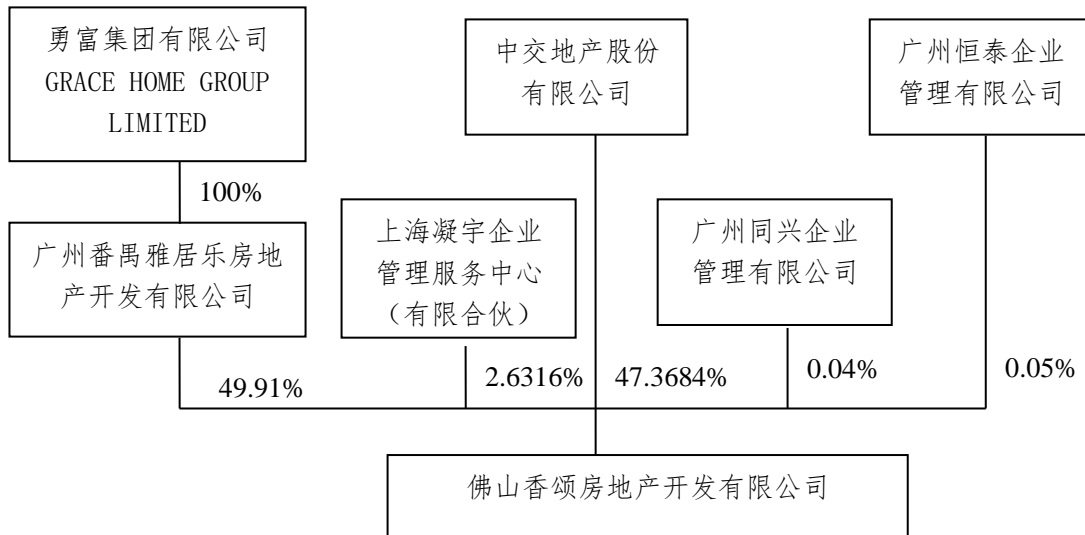 勇富集团有限公司
GRACE HOME GROUP
LIMITED
中交地产股份
有限公司
广州恒泰企业
管理有限公司
100%
广州番禺雅居乐房地
产开发有限公司
上海凝宇企业
管理服务中心
（有限合伙）
广州同兴企业
管理有限公司
49.91%
2.6316%
47.3684%
0.04%
0.05%
佛山香颂房地产开发有限公司